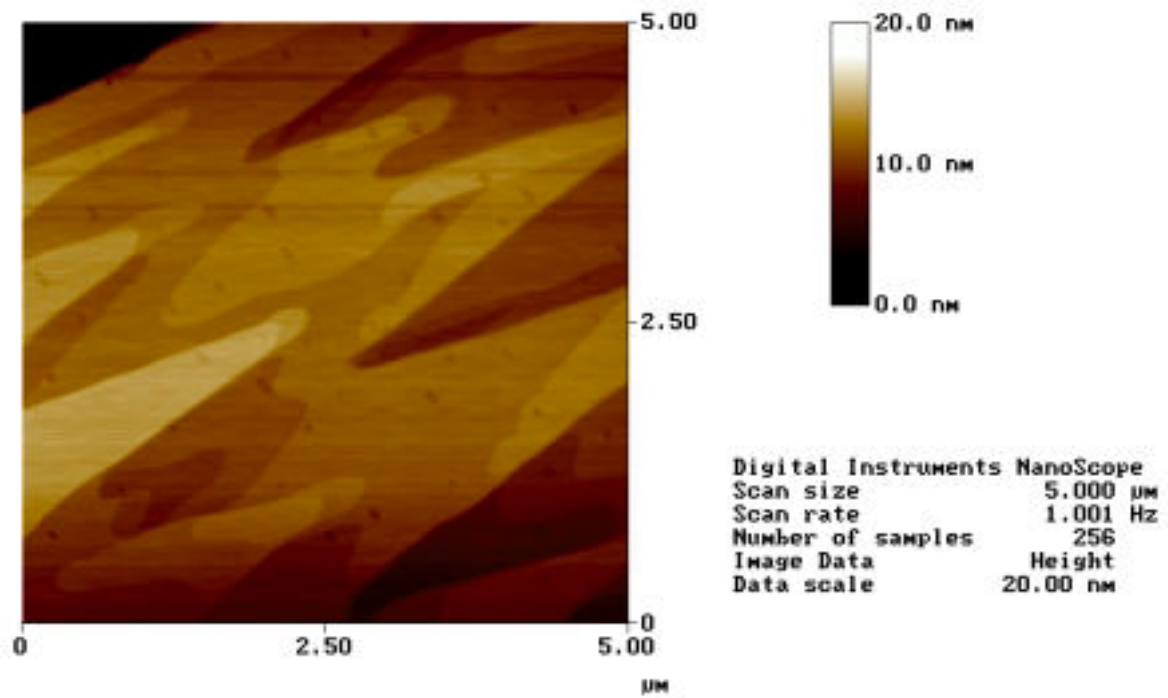 5.00
20.0 nm
10.0 nm
0.0 nm
2.50
Digital Instruments NanoScope
Scan size 5.000 µm
Scan rate 1.001 Hz
Number of samples 256
Image Data Height
Data scale 20.00 nm
0
0 2.50 5.00
µm